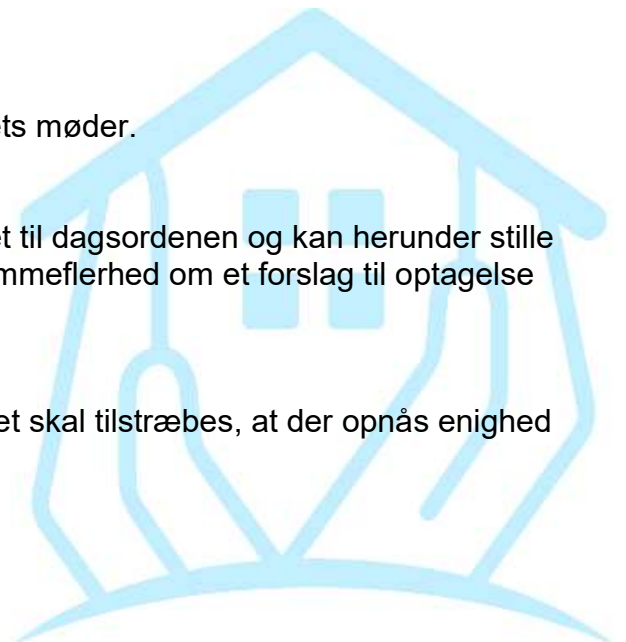 ets møder.
et til dagsordenen og kan herunder stille
mmeflerhed om et forslag til optagelse
et skal tilstræbes, at der opnås enighed